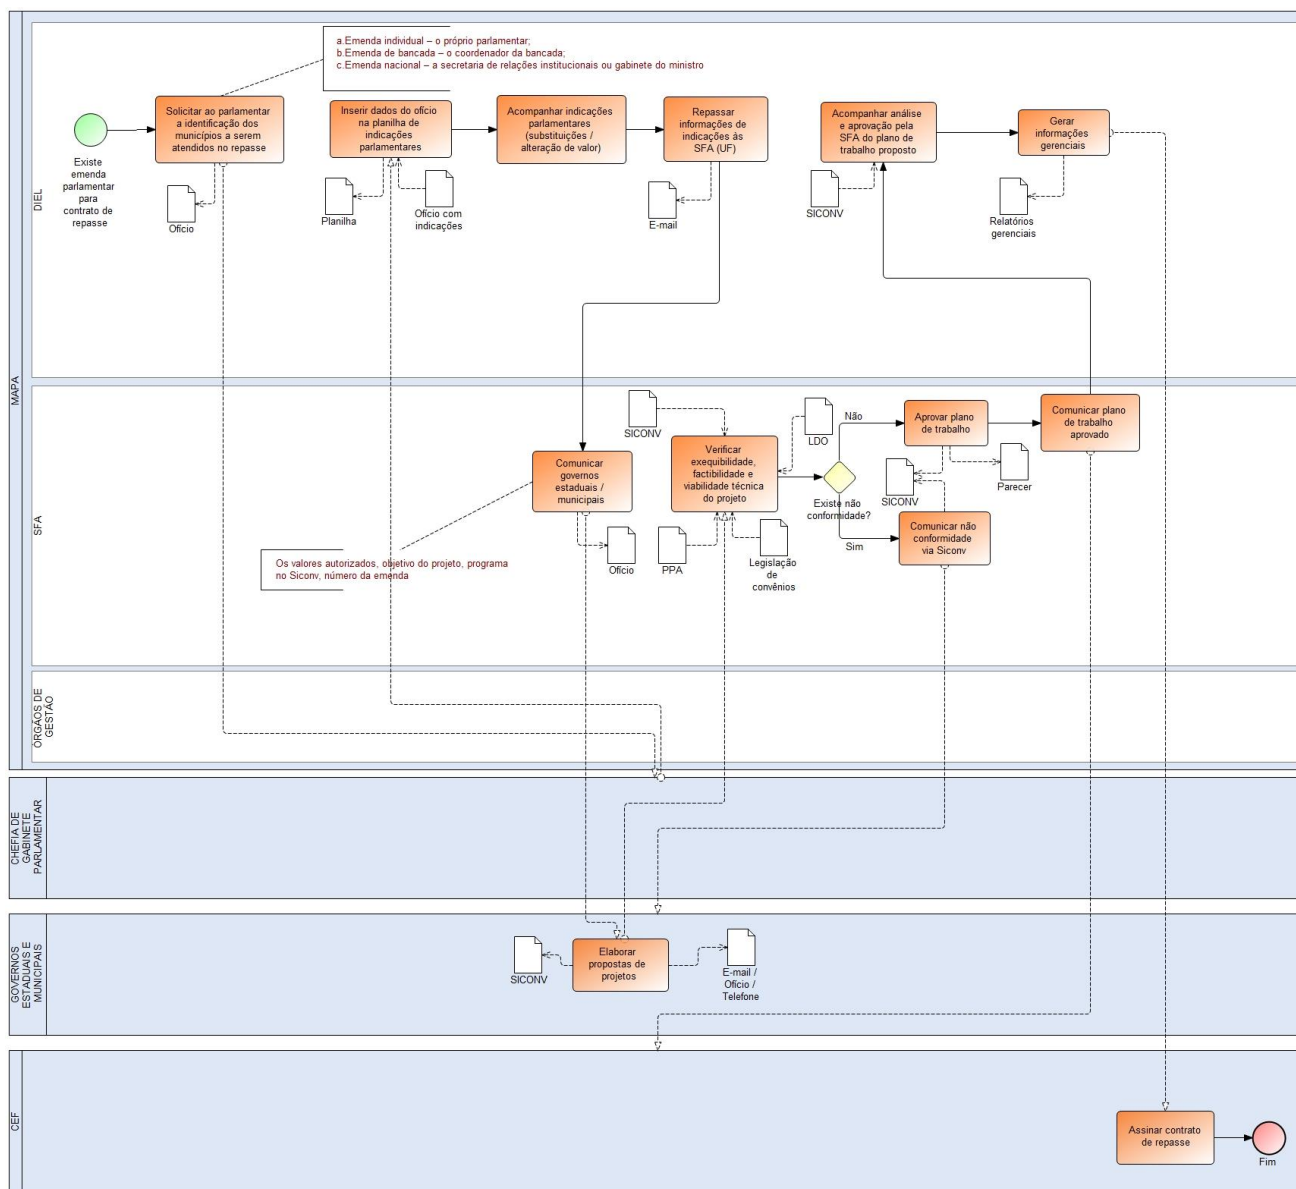 a.Emenda individual – o próprio parlamentar;
b.Emenda de bancada – o coordenador da bancada;
c.Emenda nacional – a secretaria de relações institucionais ou gabinete do ministro
MAPA
DIEL
Existe
emenda
parlamentar
para
contrato de
repasse
Solicitar ao parlamentar
a identificação dos
municípios a serem
atendidos no repasse
Ofício
Inserir dados do ofício
na planilha de
indicações
parlamentares
Planilha
Ofício com
indicações
Acompanhar indicações
parlamentares
(substituições /
alteração de valor)
Repassar
informações de
indicações às
SFA (UF)
E-mail
Acompanhar análise
e aprovação pela
SFA do plano de
trabalho proposto
SICONV
Gerar
informações
gerenciais
Relatórios
gerenciais
SFA
Comunicar
governos
estaduais /
municipais
Ofício
Os valores autorizados, objetivo do projeto, programa
no Siconv, número da emenda
SICONV
Verificar
exequibilidade,
factibilidade e
viabilidade técnica
do projeto
LDO
PPA
Legislação
de
convênios
Existe não
conformidade?
Não
Sim
Aprovar plano
de trabalho
SICONV
Parecer
Comunicar não
conformidade
via Siconv
Comunicar plano
de trabalho
aprovado
ÓRGÃOS DE
GESTÃO
CHEFIA DE
GABINETE
PARLAMENTAR
GOVERNOS
ESTADUAIS E
MUNICIPAIS
SICONV
Elaborar
propostas de
projetos
E-mail /
Ofício /
Telefone
CEF
Assinar contrato
de repasse
Fim